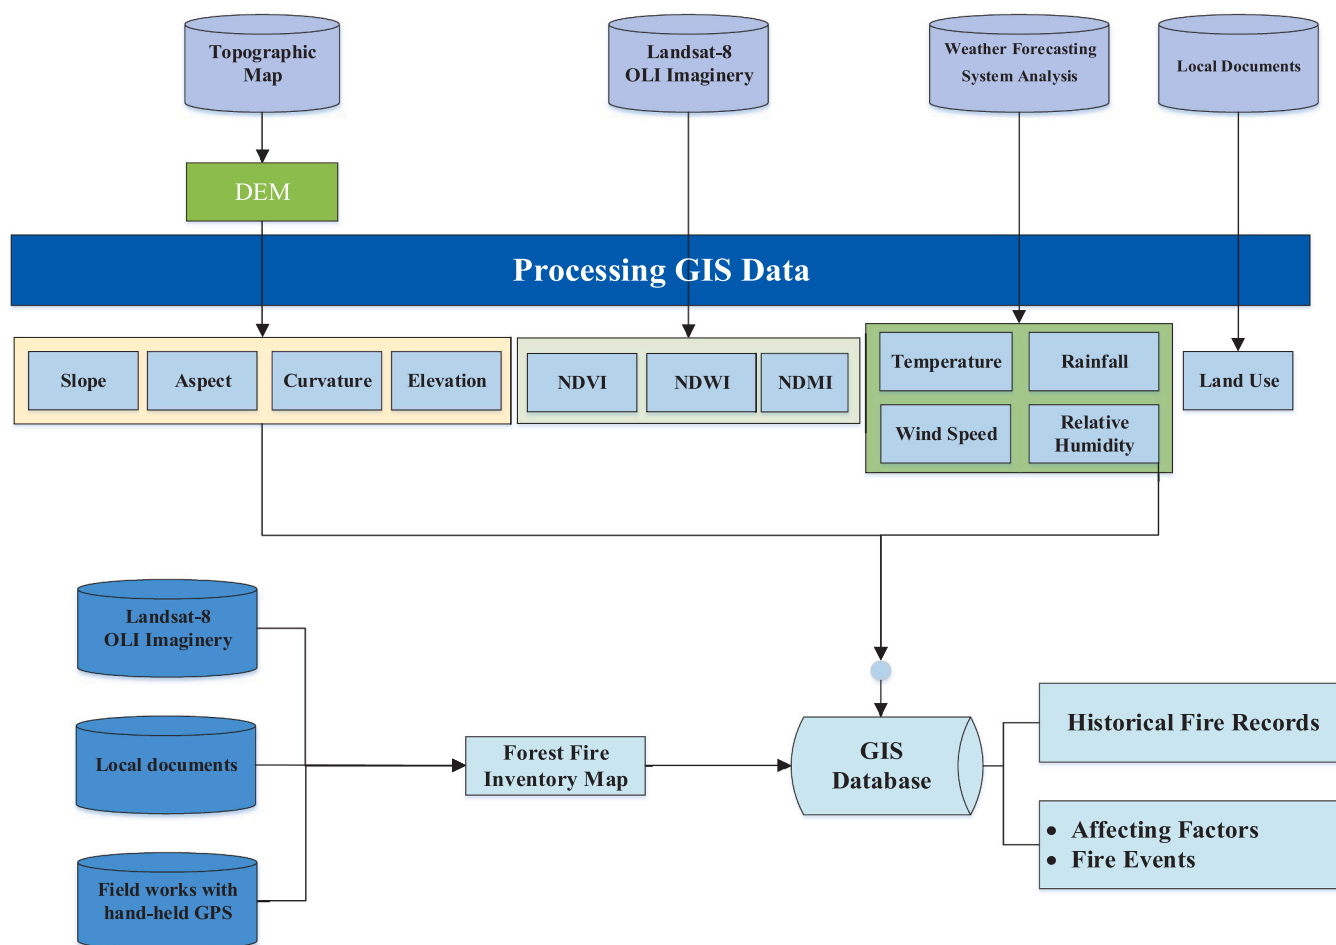 Topographic
Map
Landsat-8
OLI Imaginery
Weather Forecasting
System Analysis
Local Documents
DEM
Processing GIS Data
Slope
Aspect
Curvature
Elevation
NDVI
NDWI
NDMI
Temperature
Rainfall
Wind Speed
Relative
Humidity
Land Use
Landsat-8
OLI Imaginery
Local documents
Field works with
hand-held GPS
Forest Fire
Inventory Map
GIS
Database
Historical Fire Records
• Affecting Factors
• Fire Events